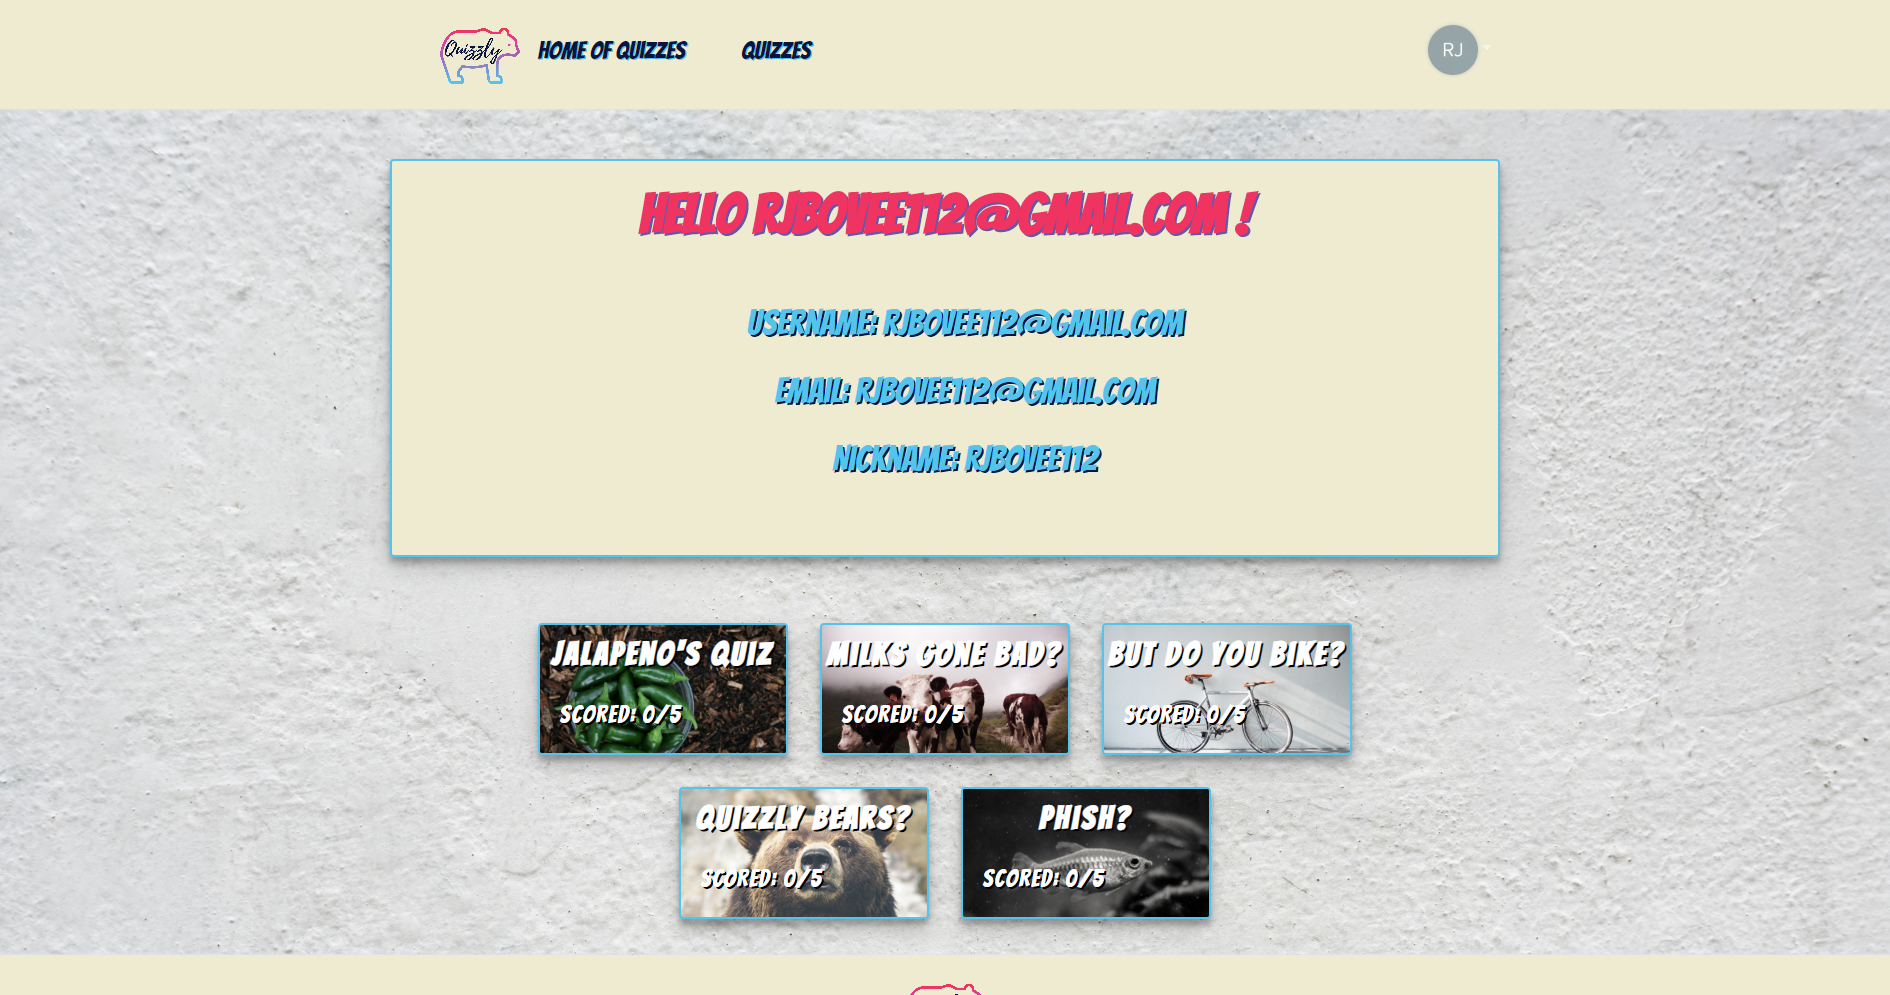 Quizzly
HOME OF QUIZZES
QUIZZES
RJ
HELLO RJBOVEE112@GMAIL.COM !
USERNAME: RJBOVEE112@GMAIL.COM
EMAIL: RJBOVEE112@GMAIL.COM
NICKNAME: RJBOVEE112
JALAPENO'S QUIZ
SCORED: 0/5
MILKS GONE BAD?
SCORED: 0/5
BUT DO YOU BIKE?
SCORED: 0/5
QUIZZLY BEARS?
SCORED: 0/5
PHISH?
SCORED: 0/5